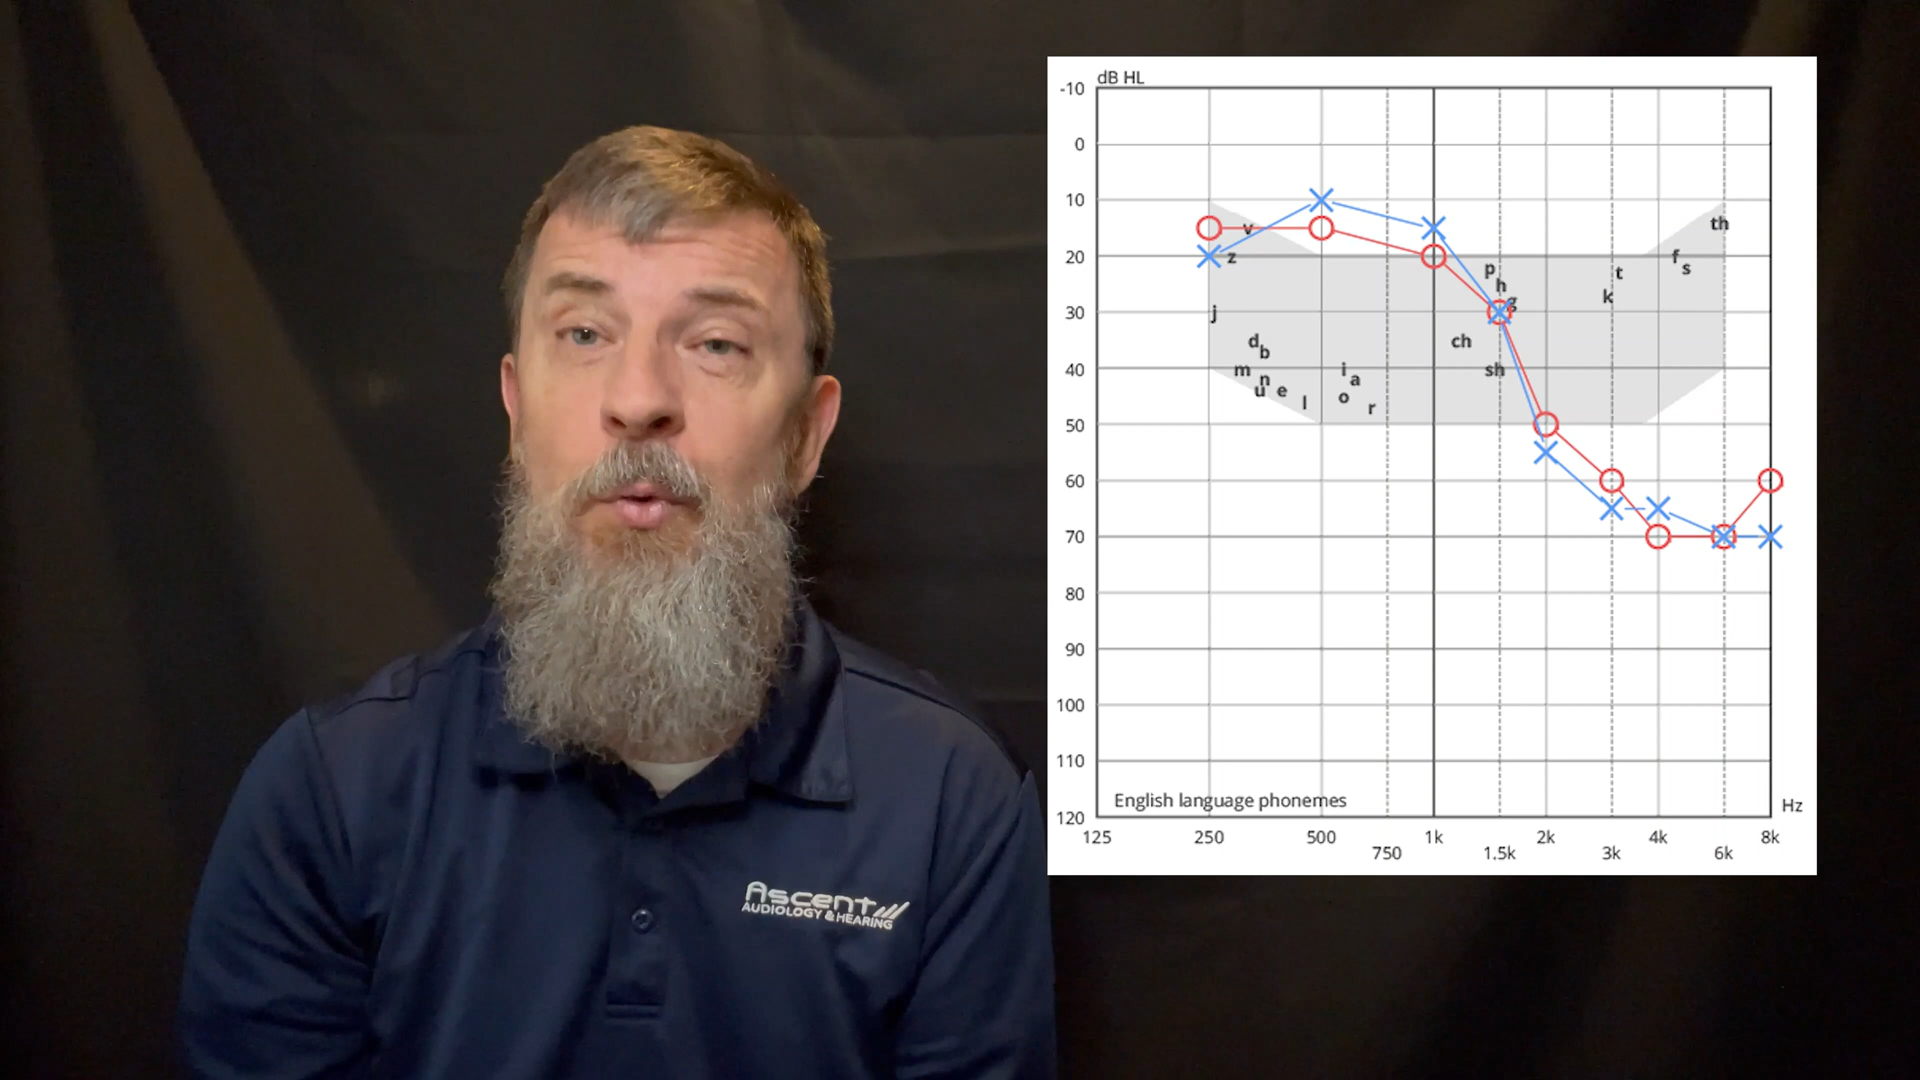 dB HL
-10
0
10
20
30
40
50
60
70
80
90
100
110
120
v
th
z
f
s
p
t
h
k
g
j
d
b
ch
m
n
u
e
l
i
a
o
r
sh
English language phonemes
Hz
125
250
500
750
1k
1.5k
2k
3k
4k
6k
8k
Ascent
AUDIOLOGY & HEARING